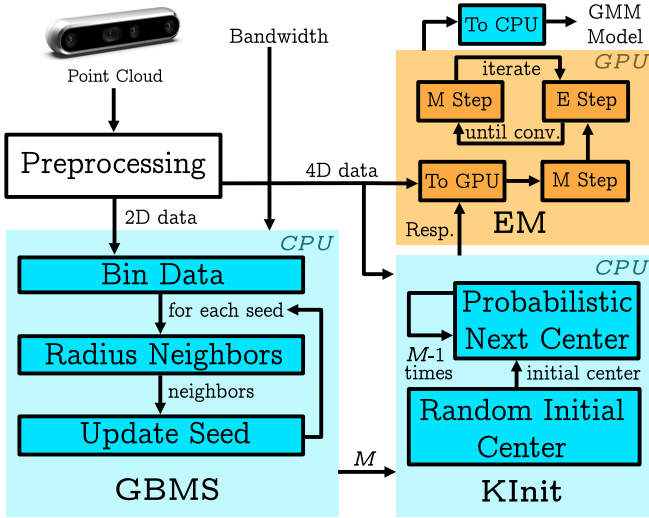 To CPU
GMM
Model
Bandwidth
GPU
Point Cloud
iterate
M Step
E Step
until conv.
Preprocessing
4D data
To GPU
M Step
2D data
Resp.
EM
CPU
CPU
Bin Data
for each seed
Probabilistic
Next Center
Radius Neighbors
M-1
times
initial center
neighbors
Random Initial
Center
Update Seed
M
GBMS
KInit